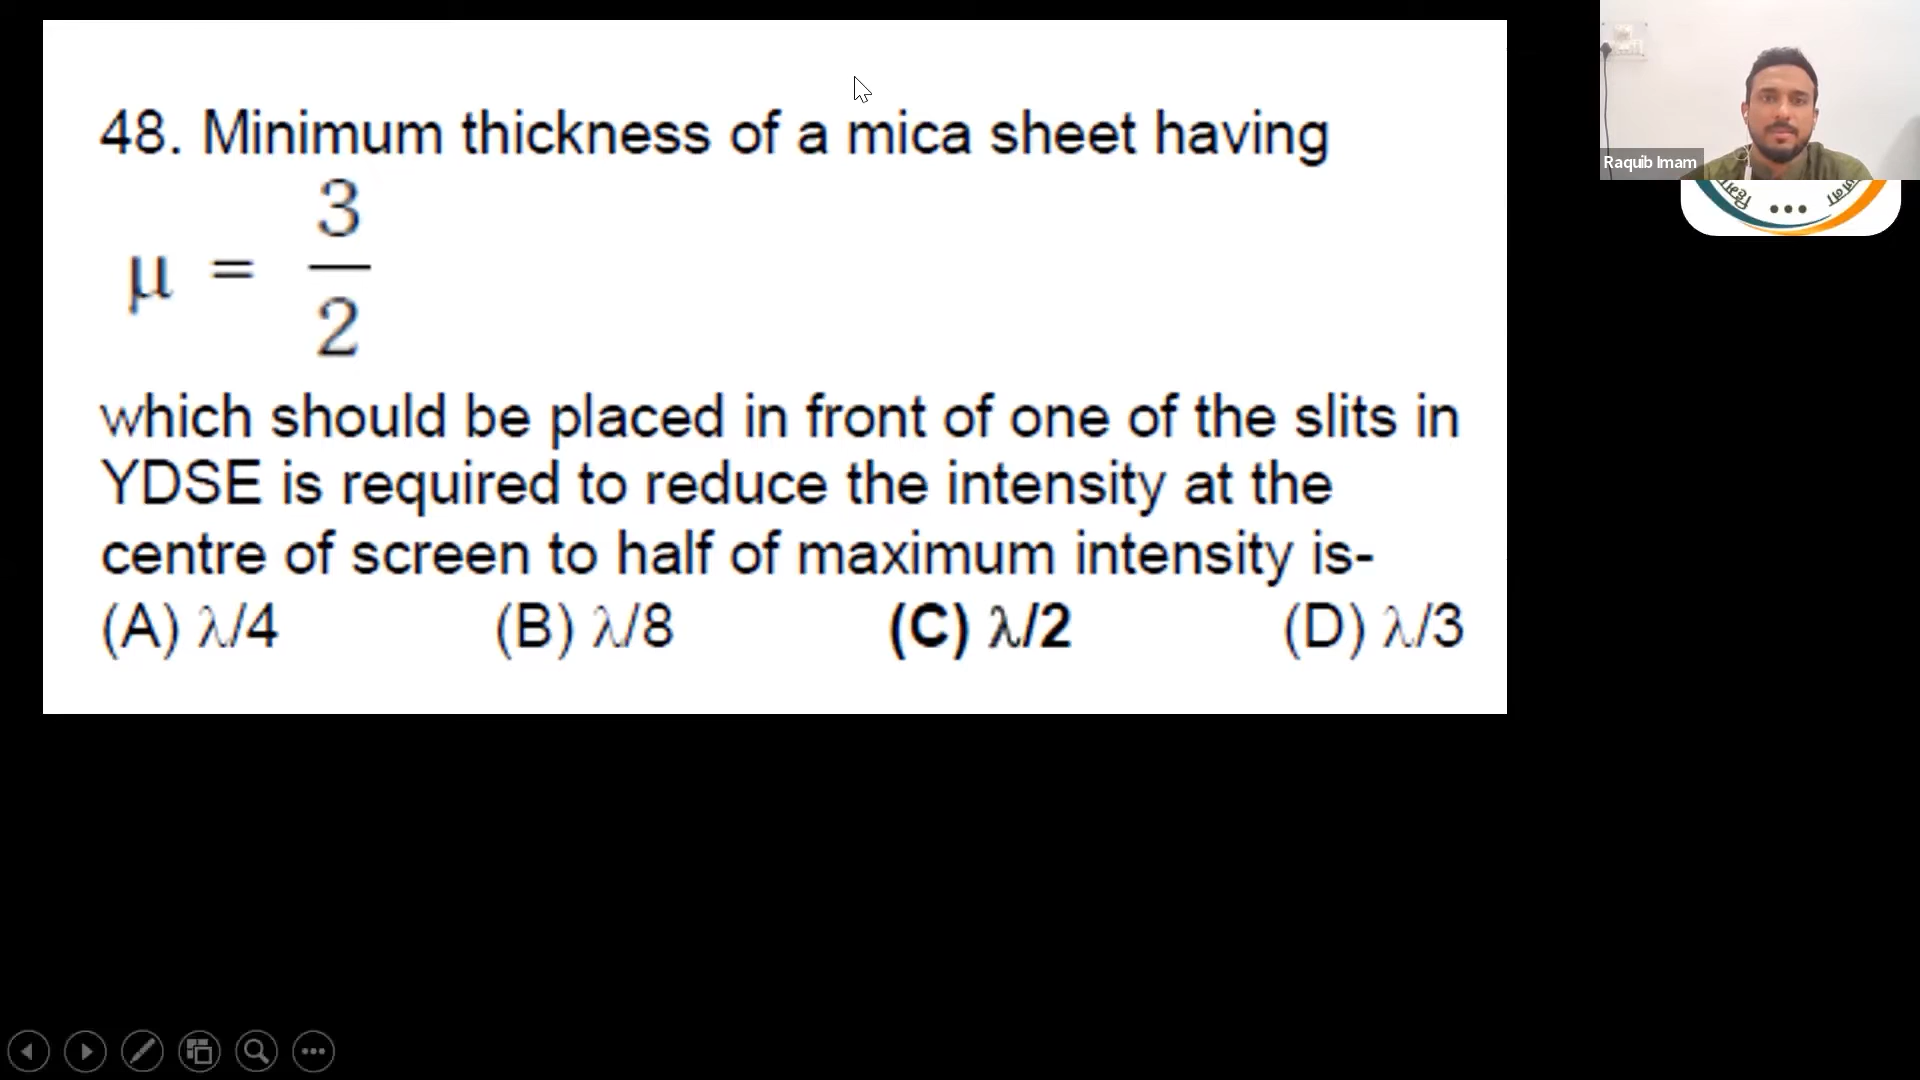 48. Minimum thickness of a mica sheet having
μ = 3/2
which should be placed in front of one of the slits in
YDSE is required to reduce the intensity at the
centre of screen to half of maximum intensity is-
(A) λ/4 (B) λ/8 (C) λ/2 (D) λ/3
Raquib Imam